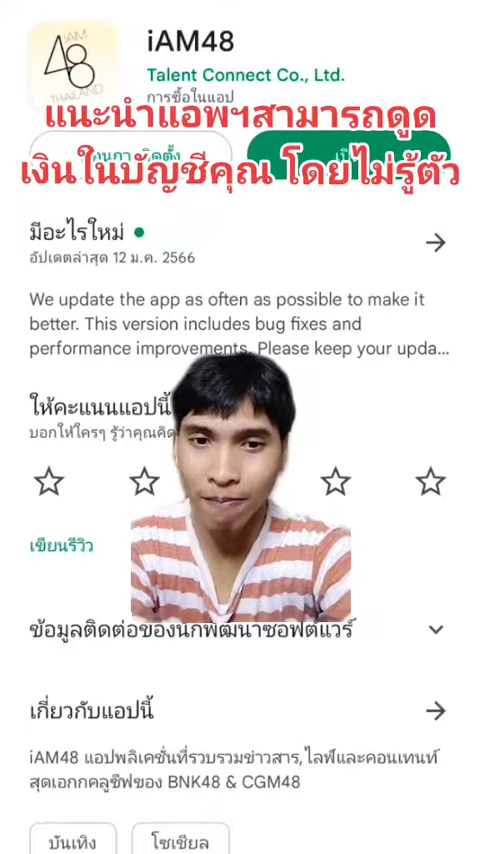 iAM48
iAM
48
THAILAND
Talent Connect Co., Ltd.
การซื้อในแอป
แนะนำแอพฯสามารถดูด
เงินในบัญชีคุณ โดยไม่รู้ตัว
มีอะไรใหม่
อัปเดตล่าสุด 12 ม.ค. 2566
We update the app as often as possible to make it
better. This version includes bug fixes and
performance improvements. Please keep your upda...
ให้คะแนนแอปนี้
บอกให้ใครๆ รู้ว่าคุณคิด
เขียนรีวิว
ข้อมูลติดต่อของนักพัฒนาซอฟต์แวร์
เกี่ยวกับแอปนี้
iAM48 แอปพลิเคชั่นที่รวบรวมข่าวสาร,ไลฟ์และคอนเทนท์
สุดเอกกคลูซีฟของ BNK48 & CGM48
บันเทิง
โซเชียล